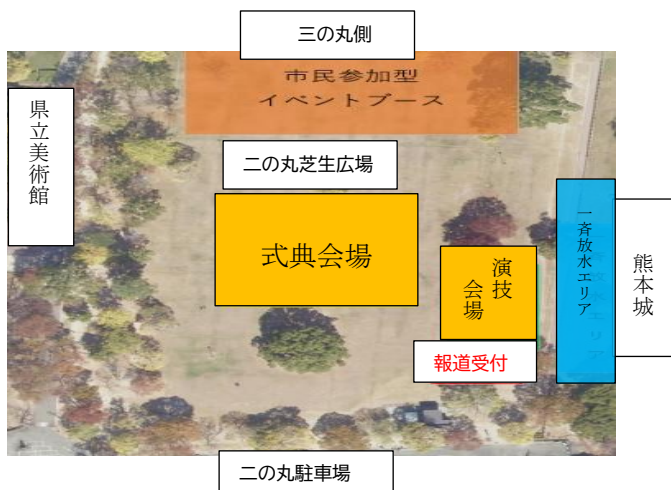 三の丸側
市民参加型
イベントブース
県立美術館
二の丸芝生広場
式典会場
演技
会場
報道受付
一斉放水エリア
熊本城
二の丸駐車場